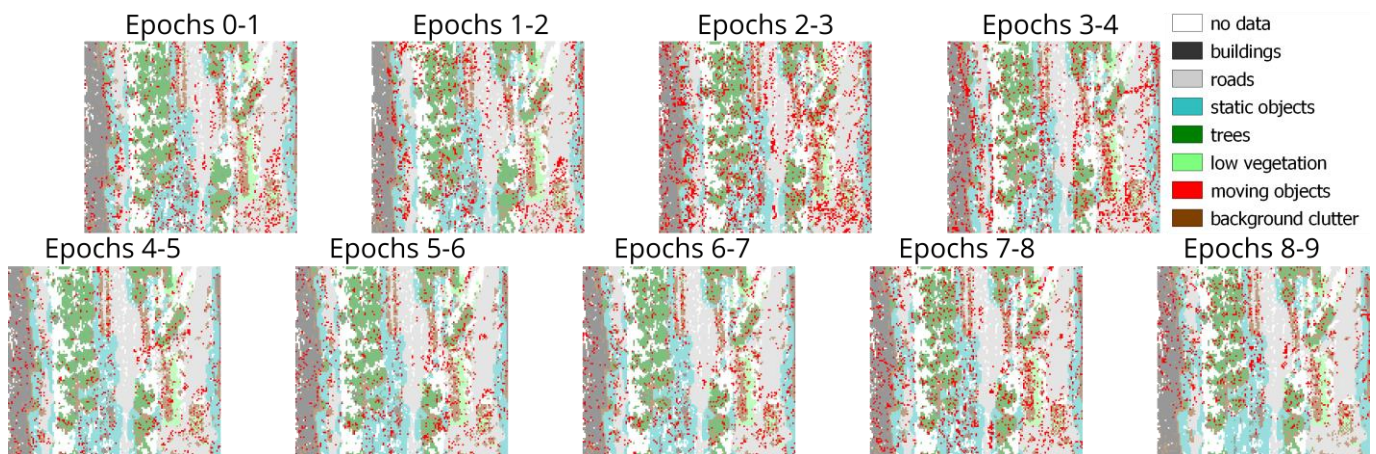 Epochs 0-1
Epochs 1-2
Epochs 2-3
Epochs 3-4
no data
buildings
roads
static objects
trees
low vegetation
moving objects
background clutter
Epochs 4-5
Epochs 5-6
Epochs 6-7
Epochs 7-8
Epochs 8-9